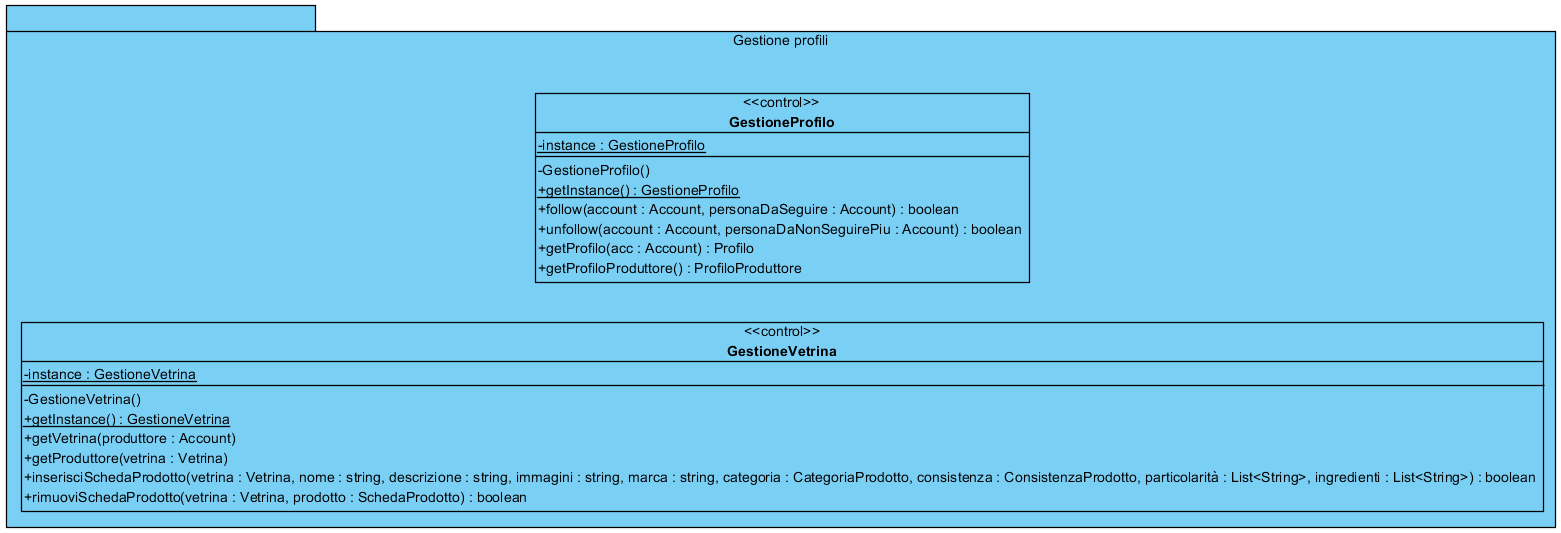 Gestione profili
<<control>>
GestioneProfilo
-instance : GestioneProfilo
-GestioneProfilo()
+getInstance() : GestioneProfilo
+follow(account : Account, personaDaSeguire : Account) : boolean
+unfollow(account : Account, personaDaNonSeguirePiu : Account) : boolean
+getProfilo(acc : Account) : Profilo
+getProfiloProduttore() : ProfiloProduttore
<<control>>
GestioneVetrina
-instance : GestioneVetrina
-GestioneVetrina()
+getInstance() : GestioneVetrina
+getVetrina(produttore : Account)
+getProduttore(vetrina : Vetrina)
+inserisciSchedaProdotto(vetrina : Vetrina, nome : string, descrizione : string, immagini : string, marca : string, categoria : CategoriaProdotto, consistenza : ConsistenzaProdotto, particolarità : List<String>, ingredienti : List<String>) : boolean
+rimuoviSchedaProdotto(vetrina : Vetrina, prodotto : SchedaProdotto) : boolean